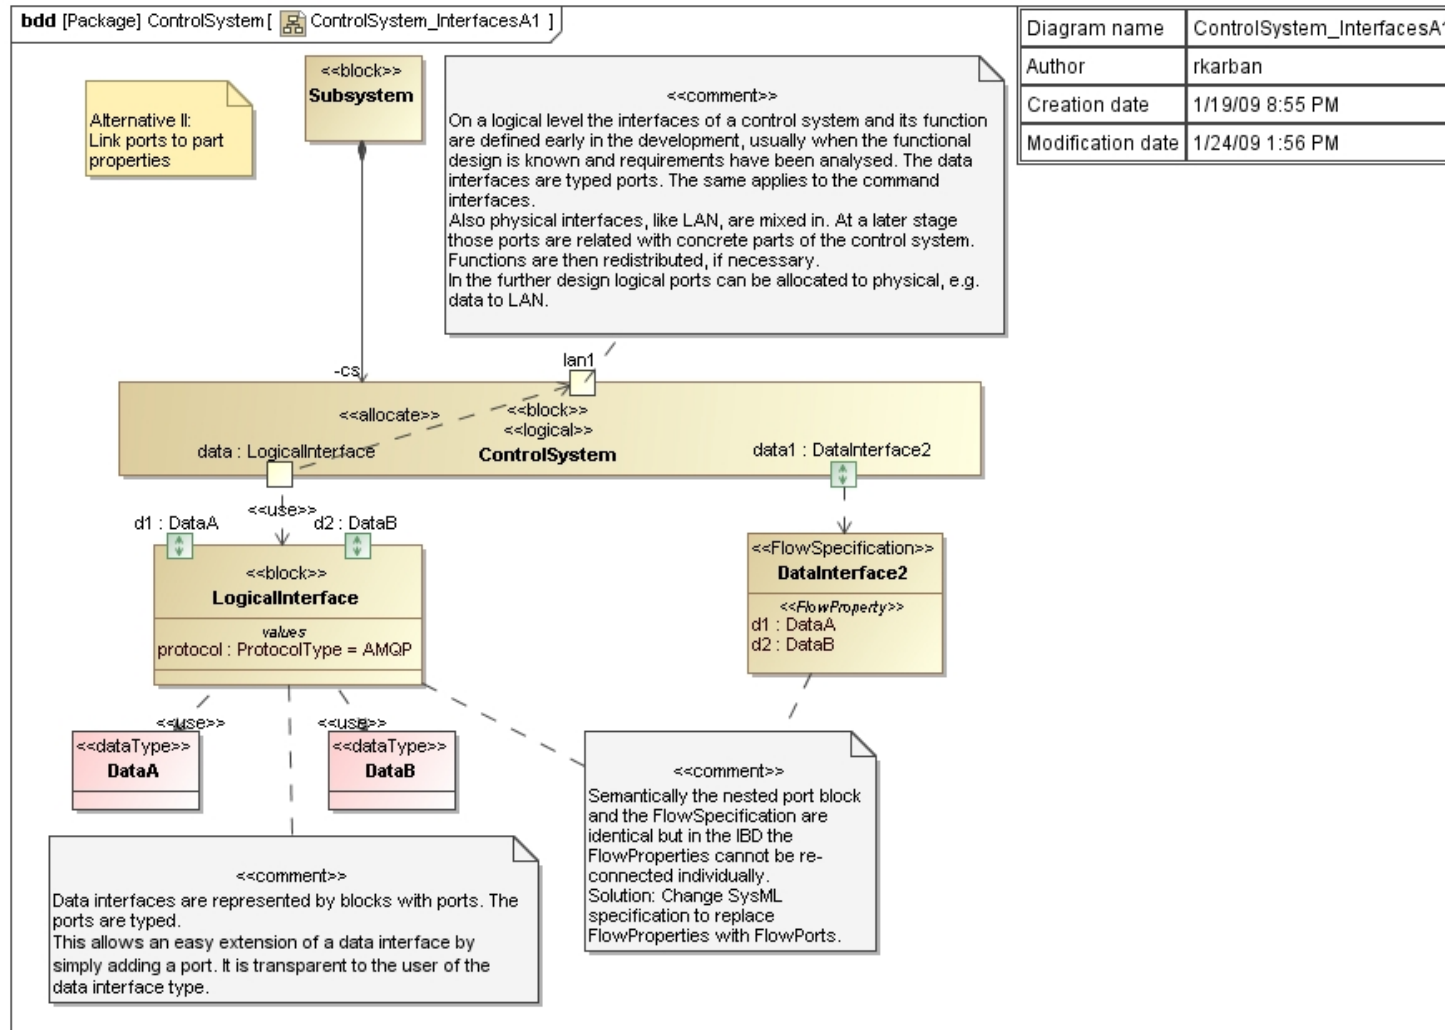 bdd [Package] ControlSystem [ ControlSystem_InterfacesA1 ]
Diagram name ControlSystem_InterfacesA1
Author rkarban
Creation date 1/19/09 8:55 PM
Modification date 1/24/09 1:56 PM
Alternative II:
Link ports to part
properties
<<block>>
Subsystem
<<comment>>
On a logical level the interfaces of a control system and its function
are defined early in the development, usually when the functional
design is known and requirements have been analysed. The data
interfaces are typed ports. The same applies to the command
interfaces.
Also physical interfaces, like LAN, are mixed in. At a later stage
those ports are related with concrete parts of the control system.
Functions are then redistributed, if necessary.
In the further design logical ports can be allocated to physical, e.g.
data to LAN.
-cs
lan1
<<allocate>>
<<block>>
<<logical>>
ControlSystem
data : LogicalInterface
data1 : DataInterface2
<<use>>
d1 : DataA
d2 : DataB
<<block>>
LogicalInterface
values
protocol : ProtocolType = AMQP
<<FlowSpecification>>
DataInterface2
<<FlowProperty>>
d1 : DataA
d2 : DataB
<<use>>
<<use>>
<<dataType>>
DataA
<<dataType>>
DataB
<<comment>>
Semantically the nested port block
and the FlowSpecification are
identical but in the IBD the
FlowProperties cannot be re-
connected individually.
Solution: Change SysML
specification to replace
FlowProperties with FlowPorts.
<<comment>>
Data interfaces are represented by blocks with ports. The
ports are typed.
This allows an easy extension of a data interface by
simply adding a port. It is transparent to the user of the
data interface type.